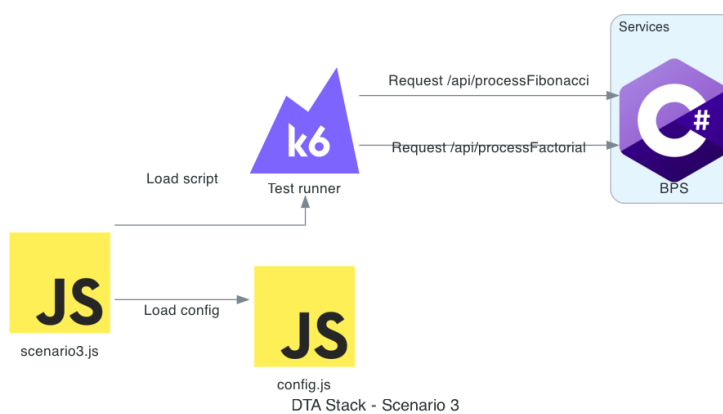 Services
Request /api/processFibonacci
C#
k6
Request /api/processFactorial
Load script
Test runner
BPS
JS
Load config
JS
scenario3.js
config.js
DTA Stack - Scenario 3